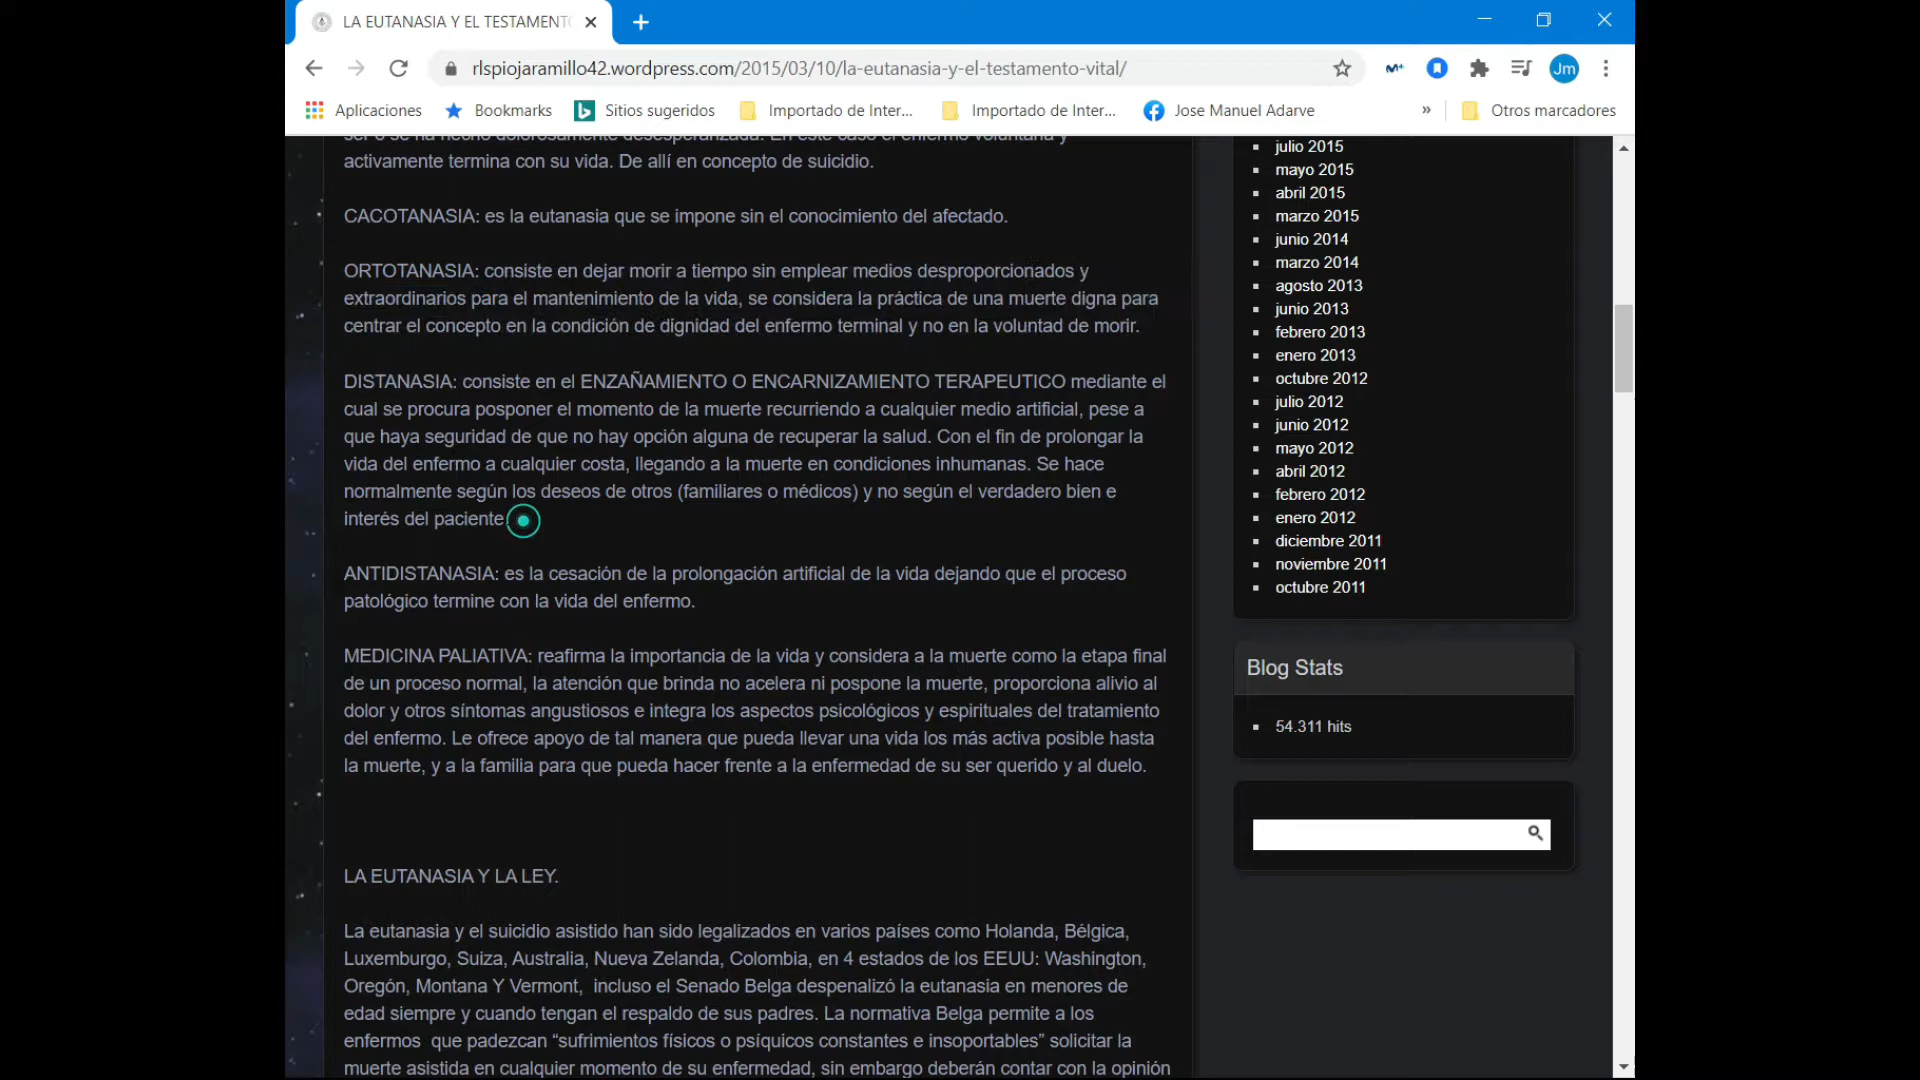 LA EUTANASIA Y EL TESTAMENTO
rlspiojaramillo42.wordpress.com/2015/03/10/la-eutanasia-y-el-testamento-vital/
Jm
Aplicaciones
Bookmarks
Sitios sugeridos
Importado de Inter...
Importado de Inter...
Jose Manuel Adarve
»
Otros marcadores
ser o se ha hecho dolorosamente desesperanzada. En este caso el enfermo voluntaria y
activamente termina con su vida. De allí en concepto de suicidio.
CACOTANASIA: es la eutanasia que se impone sin el conocimiento del afectado.
ORTOTANASIA: consiste en dejar morir a tiempo sin emplear medios desproporcionados y
extraordinarios para el mantenimiento de la vida, se considera la práctica de una muerte digna para
centrar el concepto en la condición de dignidad del enfermo terminal y no en la voluntad de morir.
DISTANASIA: consiste en el ENZAÑAMIENTO O ENCARNIZAMIENTO TERAPEUTICO mediante el
cual se procura posponer el momento de la muerte recurriendo a cualquier medio artificial, pese a
que haya seguridad de que no hay opción alguna de recuperar la salud. Con el fin de prolongar la
vida del enfermo a cualquier costa, llegando a la muerte en condiciones inhumanas. Se hace
normalmente según los deseos de otros (familiares o médicos) y no según el verdadero bien e
interés del paciente.
ANTIDISTANASIA: es la cesación de la prolongación artificial de la vida dejando que el proceso
patológico termine con la vida del enfermo.
MEDICINA PALIATIVA: reafirma la importancia de la vida y considera a la muerte como la etapa final
de un proceso normal, la atención que brinda no acelera ni pospone la muerte, proporciona alivio al
dolor y otros síntomas angustiosos e integra los aspectos psicológicos y espirituales del tratamiento
del enfermo. Le ofrece apoyo de tal manera que pueda llevar una vida los más activa posible hasta
la muerte, y a la familia para que pueda hacer frente a la enfermedad de su ser querido y al duelo.
LA EUTANASIA Y LA LEY.
La eutanasia y el suicidio asistido han sido legalizados en varios países como Holanda, Bélgica,
Luxemburgo, Suiza, Australia, Nueva Zelanda, Colombia, en 4 estados de los EEUU: Washington,
Oregón, Montana Y Vermont,  incluso el Senado Belga despenalizó la eutanasia en menores de
edad siempre y cuando tengan el respaldo de sus padres. La normativa Belga permite a los
enfermos  que padezcan “sufrimientos físicos o psíquicos constantes e insoportables” solicitar la
muerte asistida en cualquier momento de su enfermedad, sin embargo deberán contar con la opinión
julio 2015
mayo 2015
abril 2015
marzo 2015
junio 2014
marzo 2014
agosto 2013
junio 2013
febrero 2013
enero 2013
octubre 2012
julio 2012
junio 2012
mayo 2012
abril 2012
febrero 2012
enero 2012
diciembre 2011
noviembre 2011
octubre 2011
Blog Stats
54.311 hits